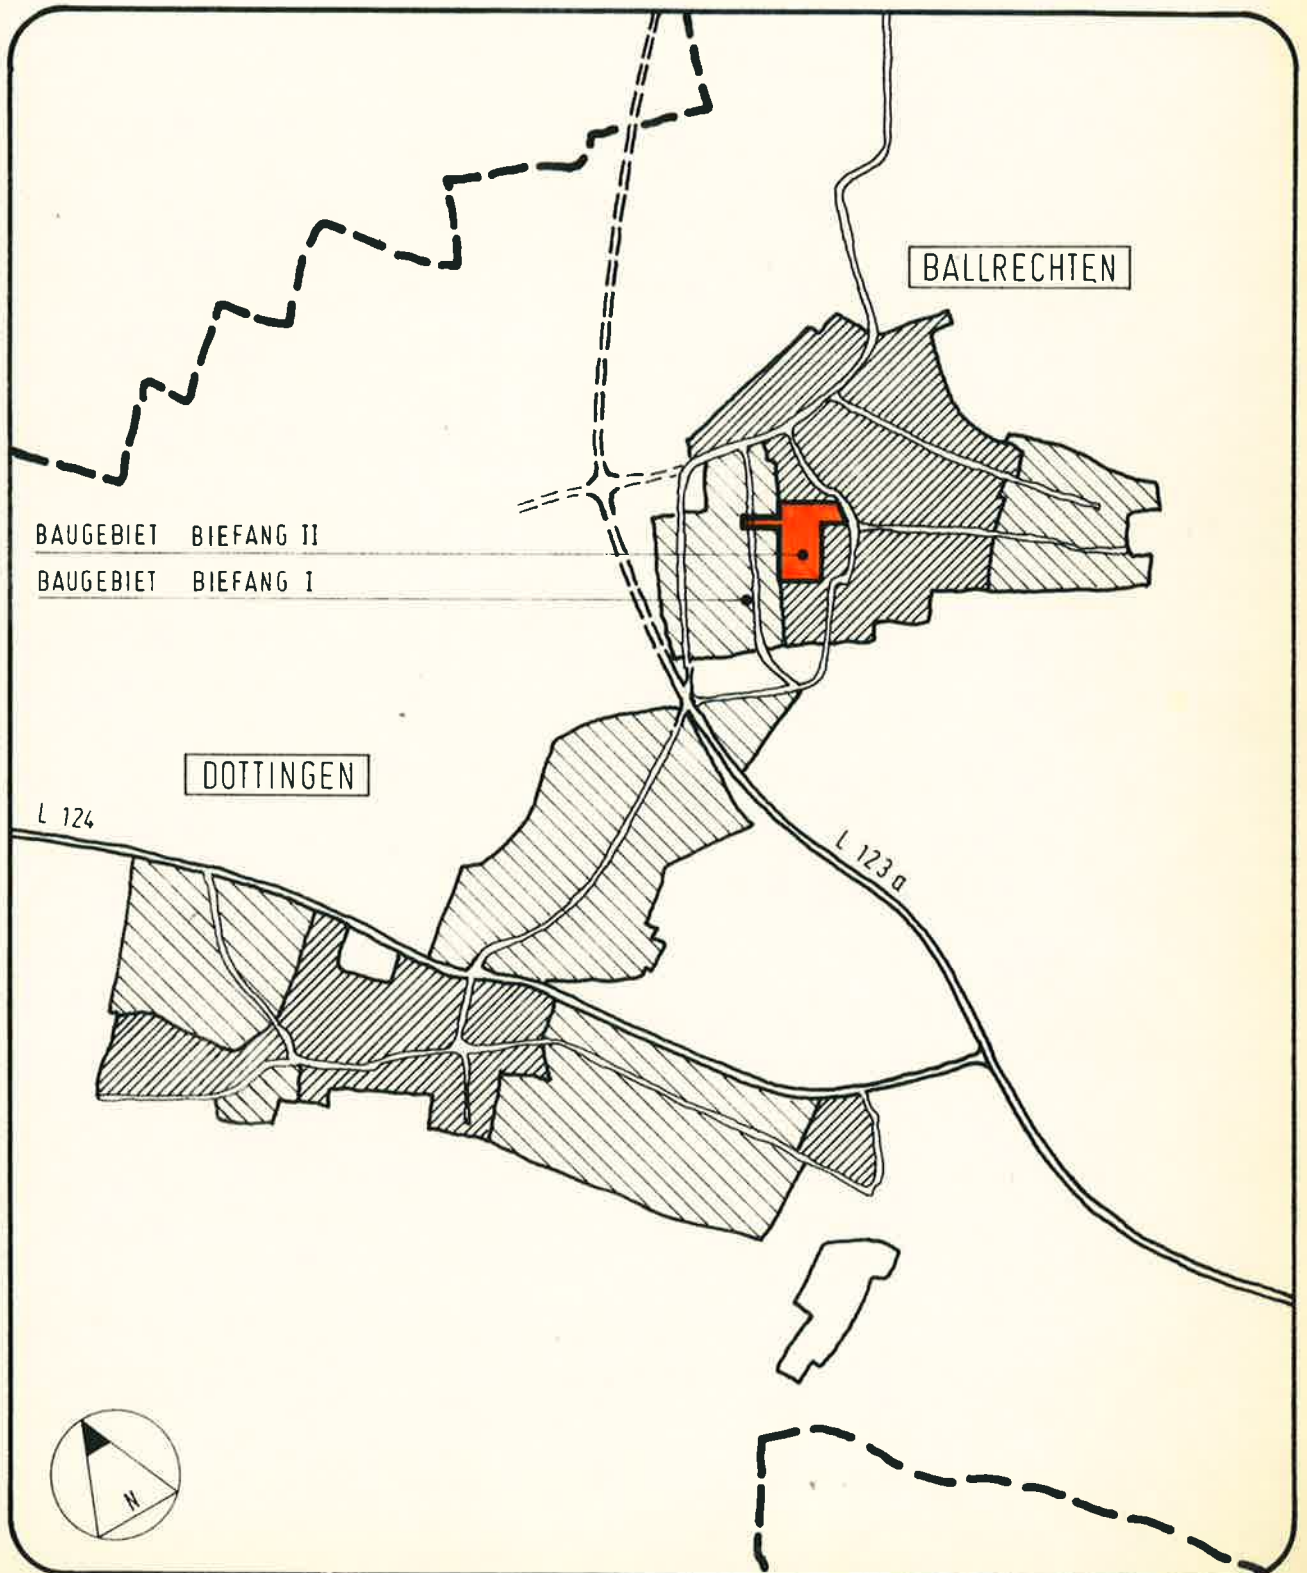 BALLRECHTEN
BAUGEBIET BIEFANG II
BAUGEBIET BIEFANG I
DOTTINGEN
L 124
L 123 a
N